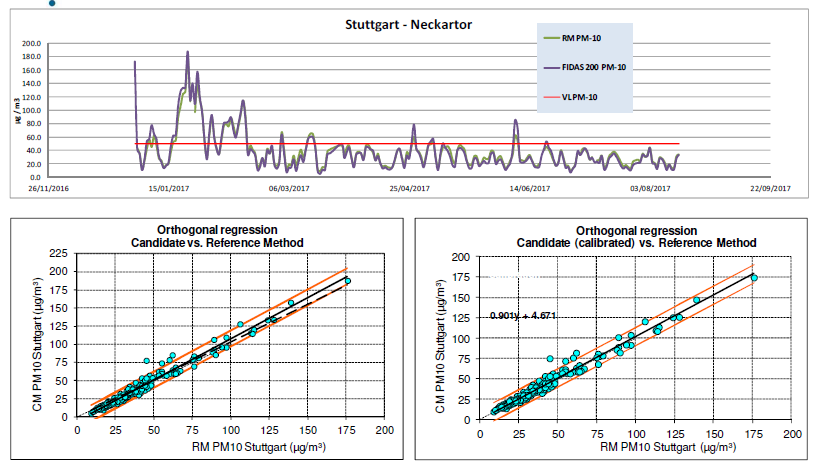 Stuttgart - Neckartor
RM PM-10
FIDAS 200 PM-10
VL PM-10
µg / m3
200.0
180.0
160.0
140.0
120.0
100.0
80.0
60.0
40.0
20.0
0.0
26/11/2016 15/01/2017 06/03/2017 25/04/2017 14/06/2017 03/08/2017 22/09/2017
Orthogonal regression
Candidate vs. Reference Method
CM PM10 Stuttgart (µg/m³)
225
200
175
150
125
100
75
50
25
0
0 25 50 75 100 125 150 175 200
RM PM10 Stuttgart (µg/m³)
Orthogonal regression
Candidate (calibrated) vs. Reference Method
CM PM10 Stuttgart (µg/m³)
200
175
150
125
100
75
50
25
0
0.901y + 4.671
0 25 50 75 100 125 150 175 200
RM PM10 Stuttgart (µg/m³)